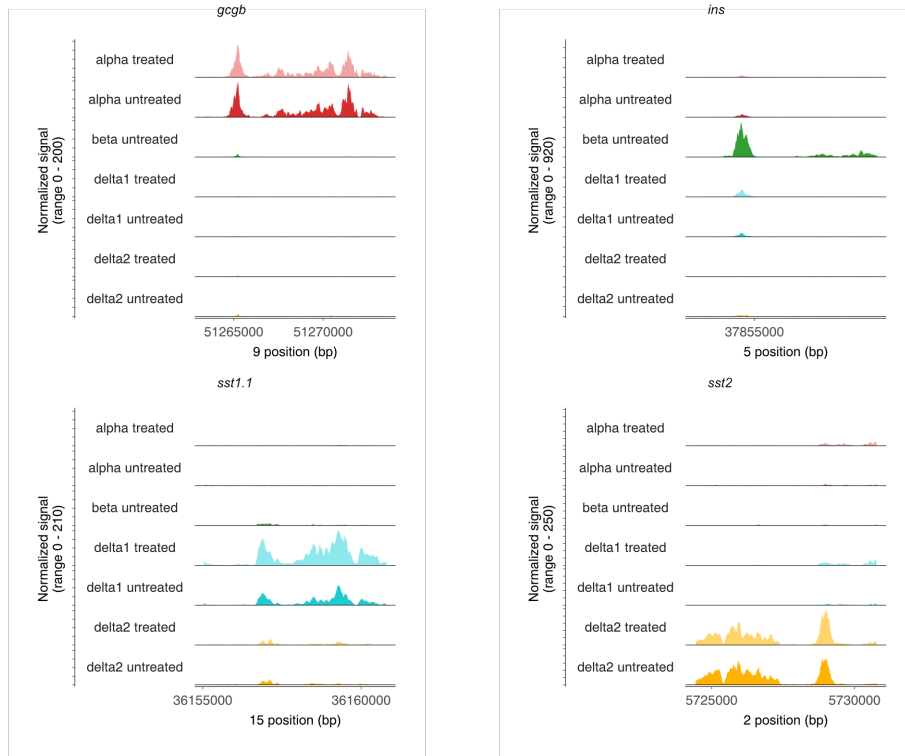 gcgb
Normalized signal
(range 0 - 200)
alpha treated
alpha untreated
beta untreated
delta1 treated
delta1 untreated
delta2 treated
delta2 untreated
51265000 51270000
9 position (bp)
ins
Normalized signal
(range 0 - 920)
alpha treated
alpha untreated
beta untreated
delta1 treated
delta1 untreated
delta2 treated
delta2 untreated
37855000
5 position (bp)
sst1.1
Normalized signal
(range 0 - 210)
alpha treated
alpha untreated
beta untreated
delta1 treated
delta1 untreated
delta2 treated
delta2 untreated
36155000 36160000
15 position (bp)
sst2
Normalized signal
(range 0 - 250)
alpha treated
alpha untreated
beta untreated
delta1 treated
delta1 untreated
delta2 treated
delta2 untreated
5725000 5730000
2 position (bp)